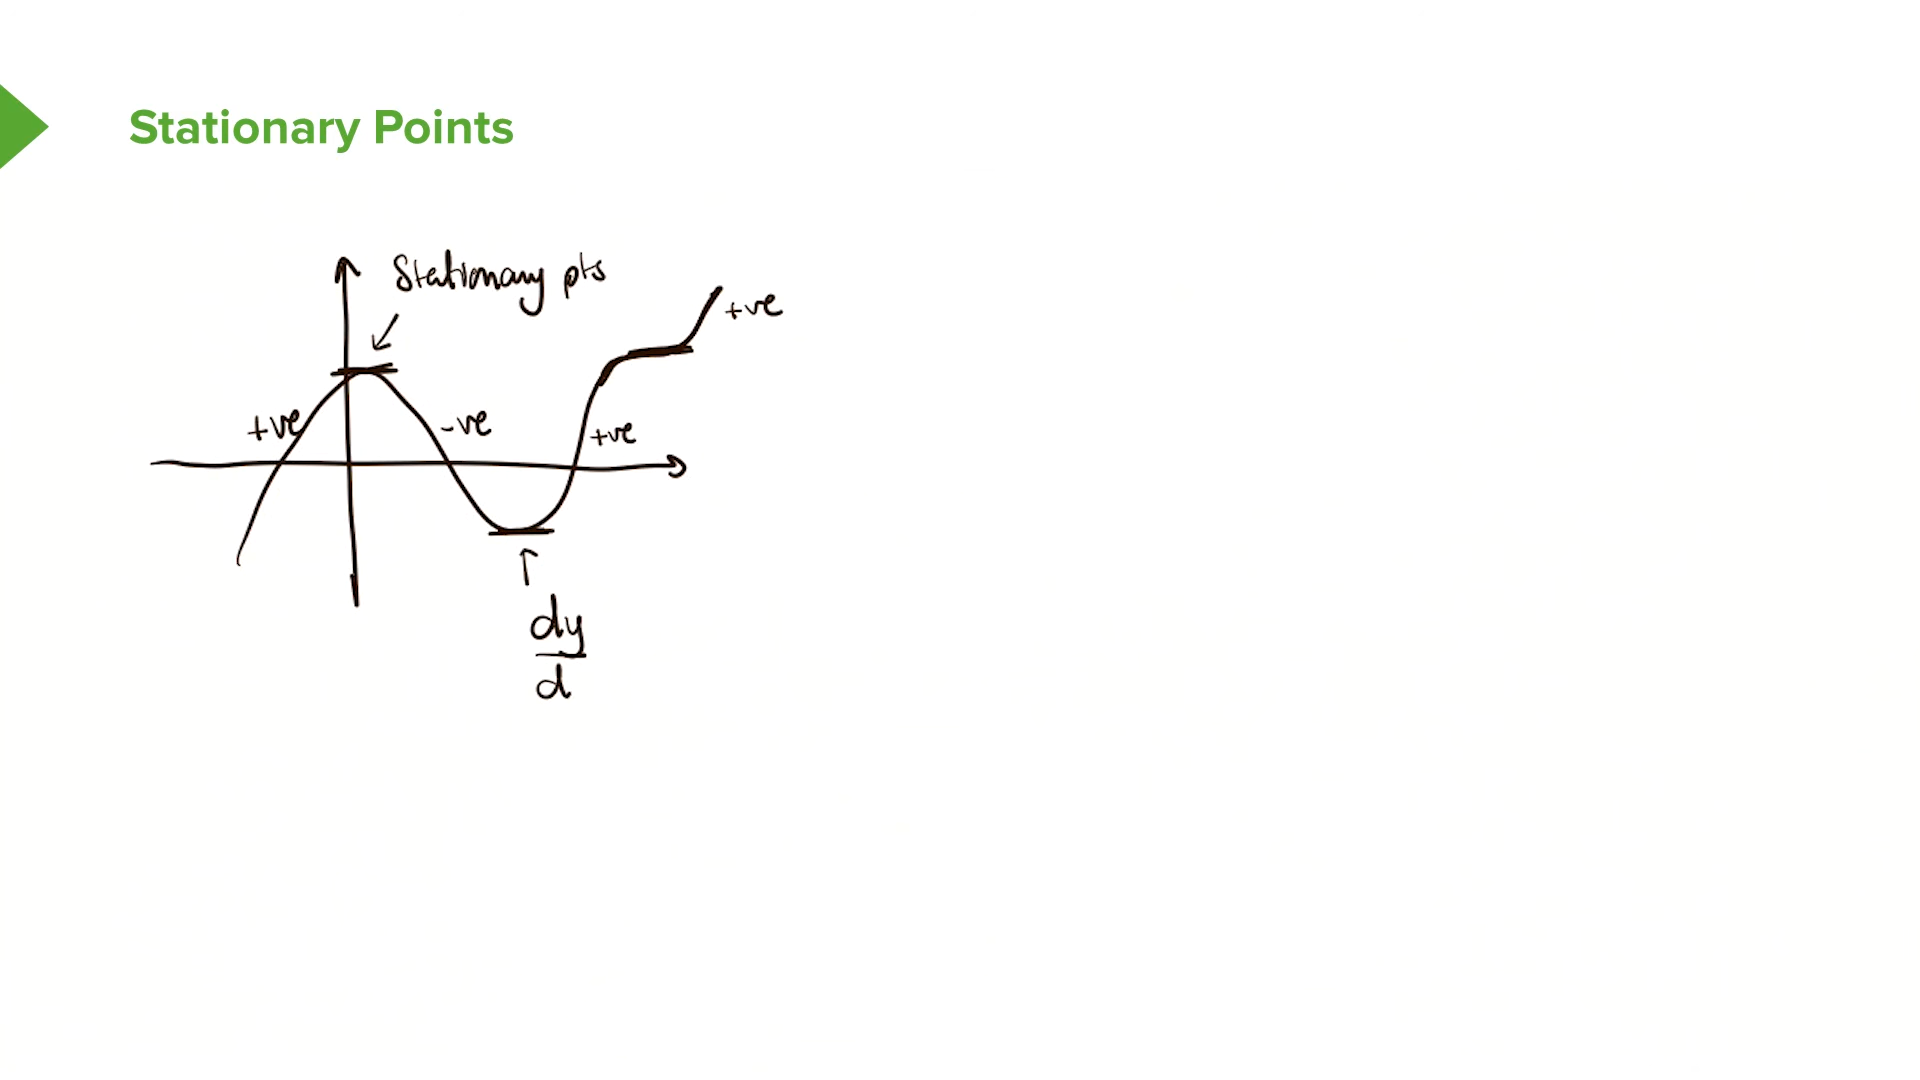 Stationary Points
Stationary pts
+ve
+ve
-ve
+ve
dy
d